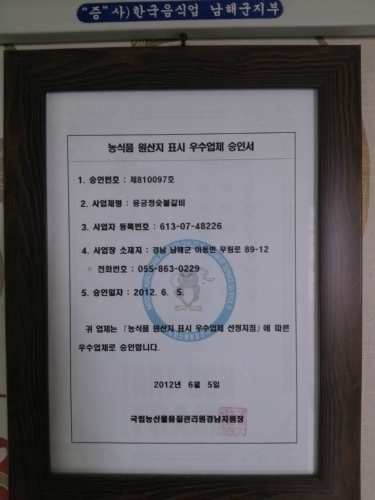 "증" 사)한국음식업 남해군지부
농식품 원산지 표시 우수업체 승인서
1. 승인번호 : 제810097호
2. 사업체명 : 용궁정숯불갈비
3. 사업자 등록번호 : 613-07-48226
4. 사업장 소재지 : 경남 남해군 이동면 무림로 89-12
전화번호 : 055-863-0229
5. 승인일자 : 2012. 6. 5.
귀 업체는 「농식품 원산지 표시 우수업체 선정지침」에 따른
우수업체로 승인합니다.
2012년 6월 5일
국립농산물품질관리원경남지원장